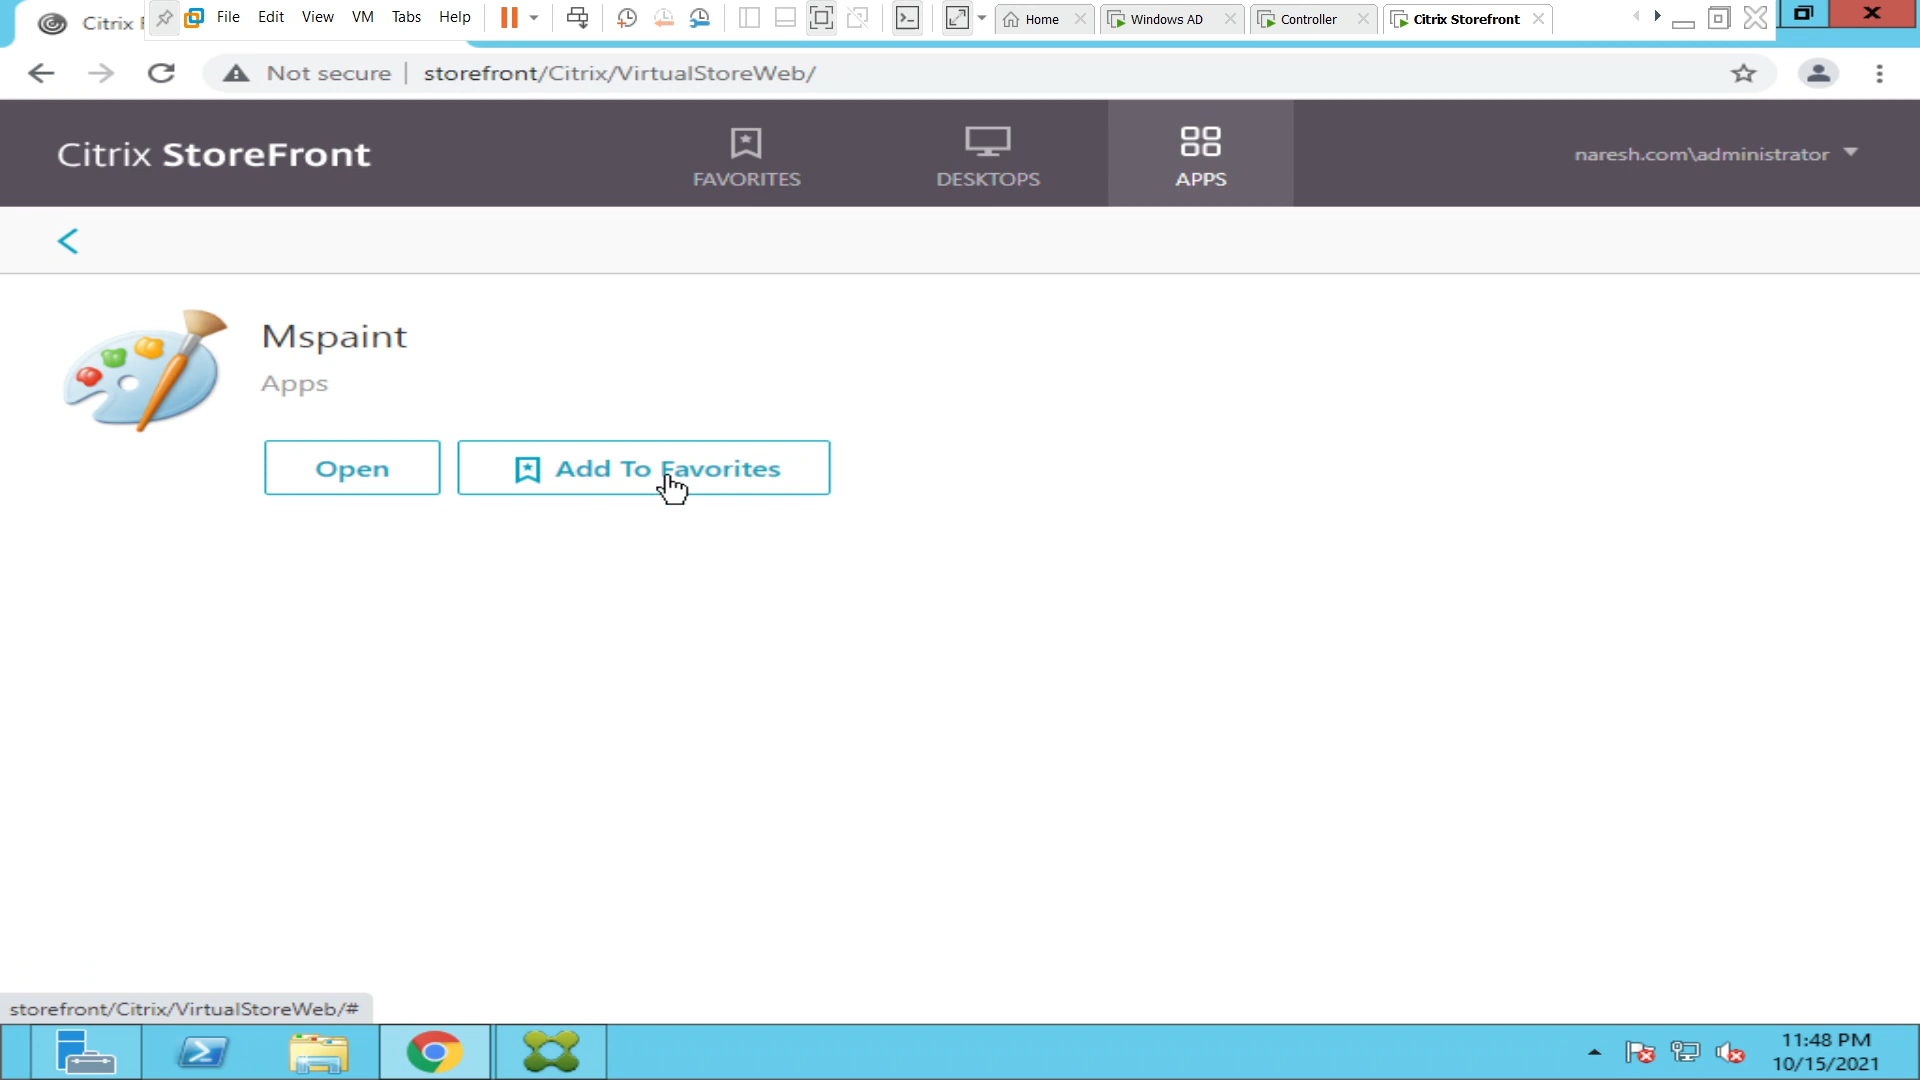 Citrix
File Edit View VM Tabs Help
Home
Windows AD
Controller
Citrix Storefront
Not secure | storefront/Citrix/VirtualStoreWeb/
Citrix StoreFront
FAVORITES
DESKTOPS
APPS
naresh.com\administrator
Mspaint
Apps
Open
Add To Favorites
storefront/Citrix/VirtualStoreWeb/#
11:48 PM
10/15/2021